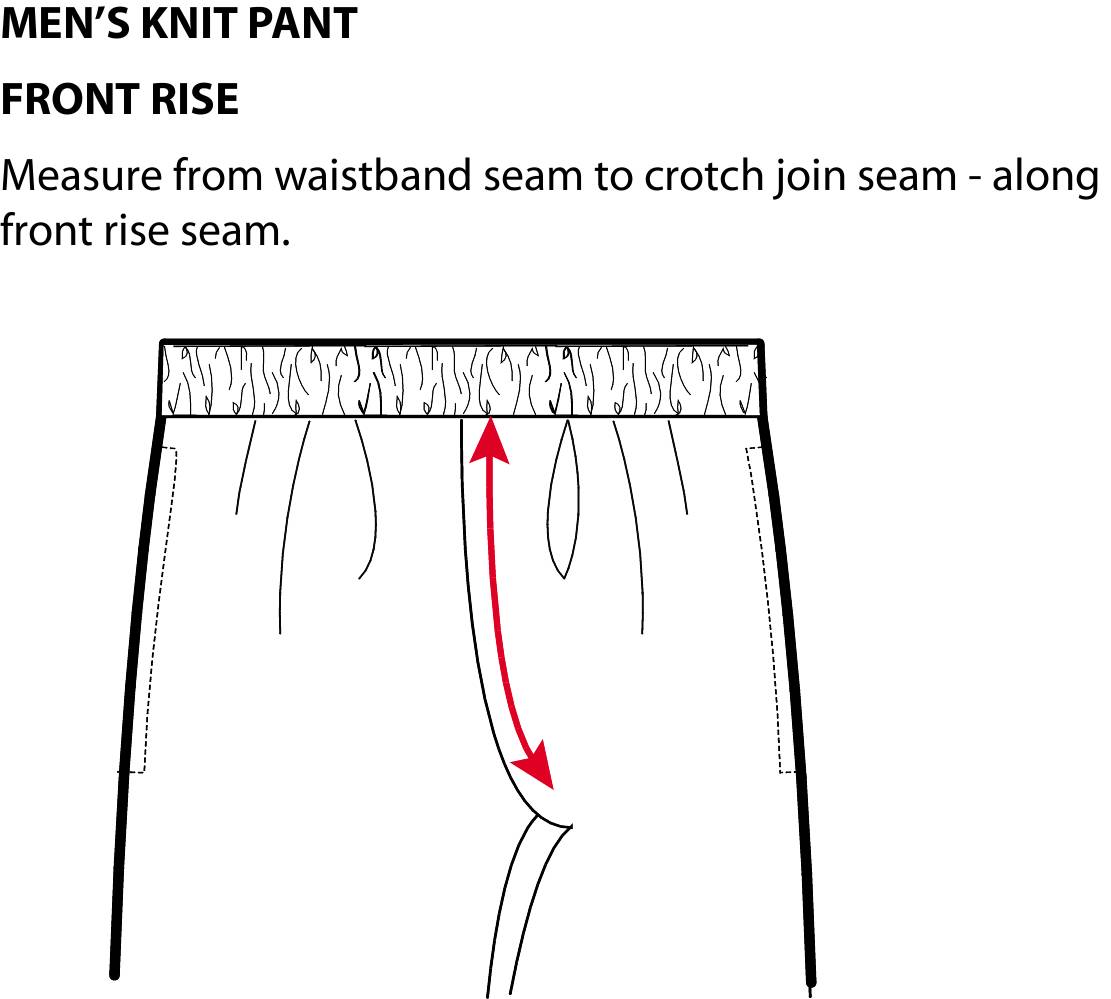 MEN’S KNIT PANT
FRONT RISE
Measure from waistband seam to crotch join seam - along
front rise seam.